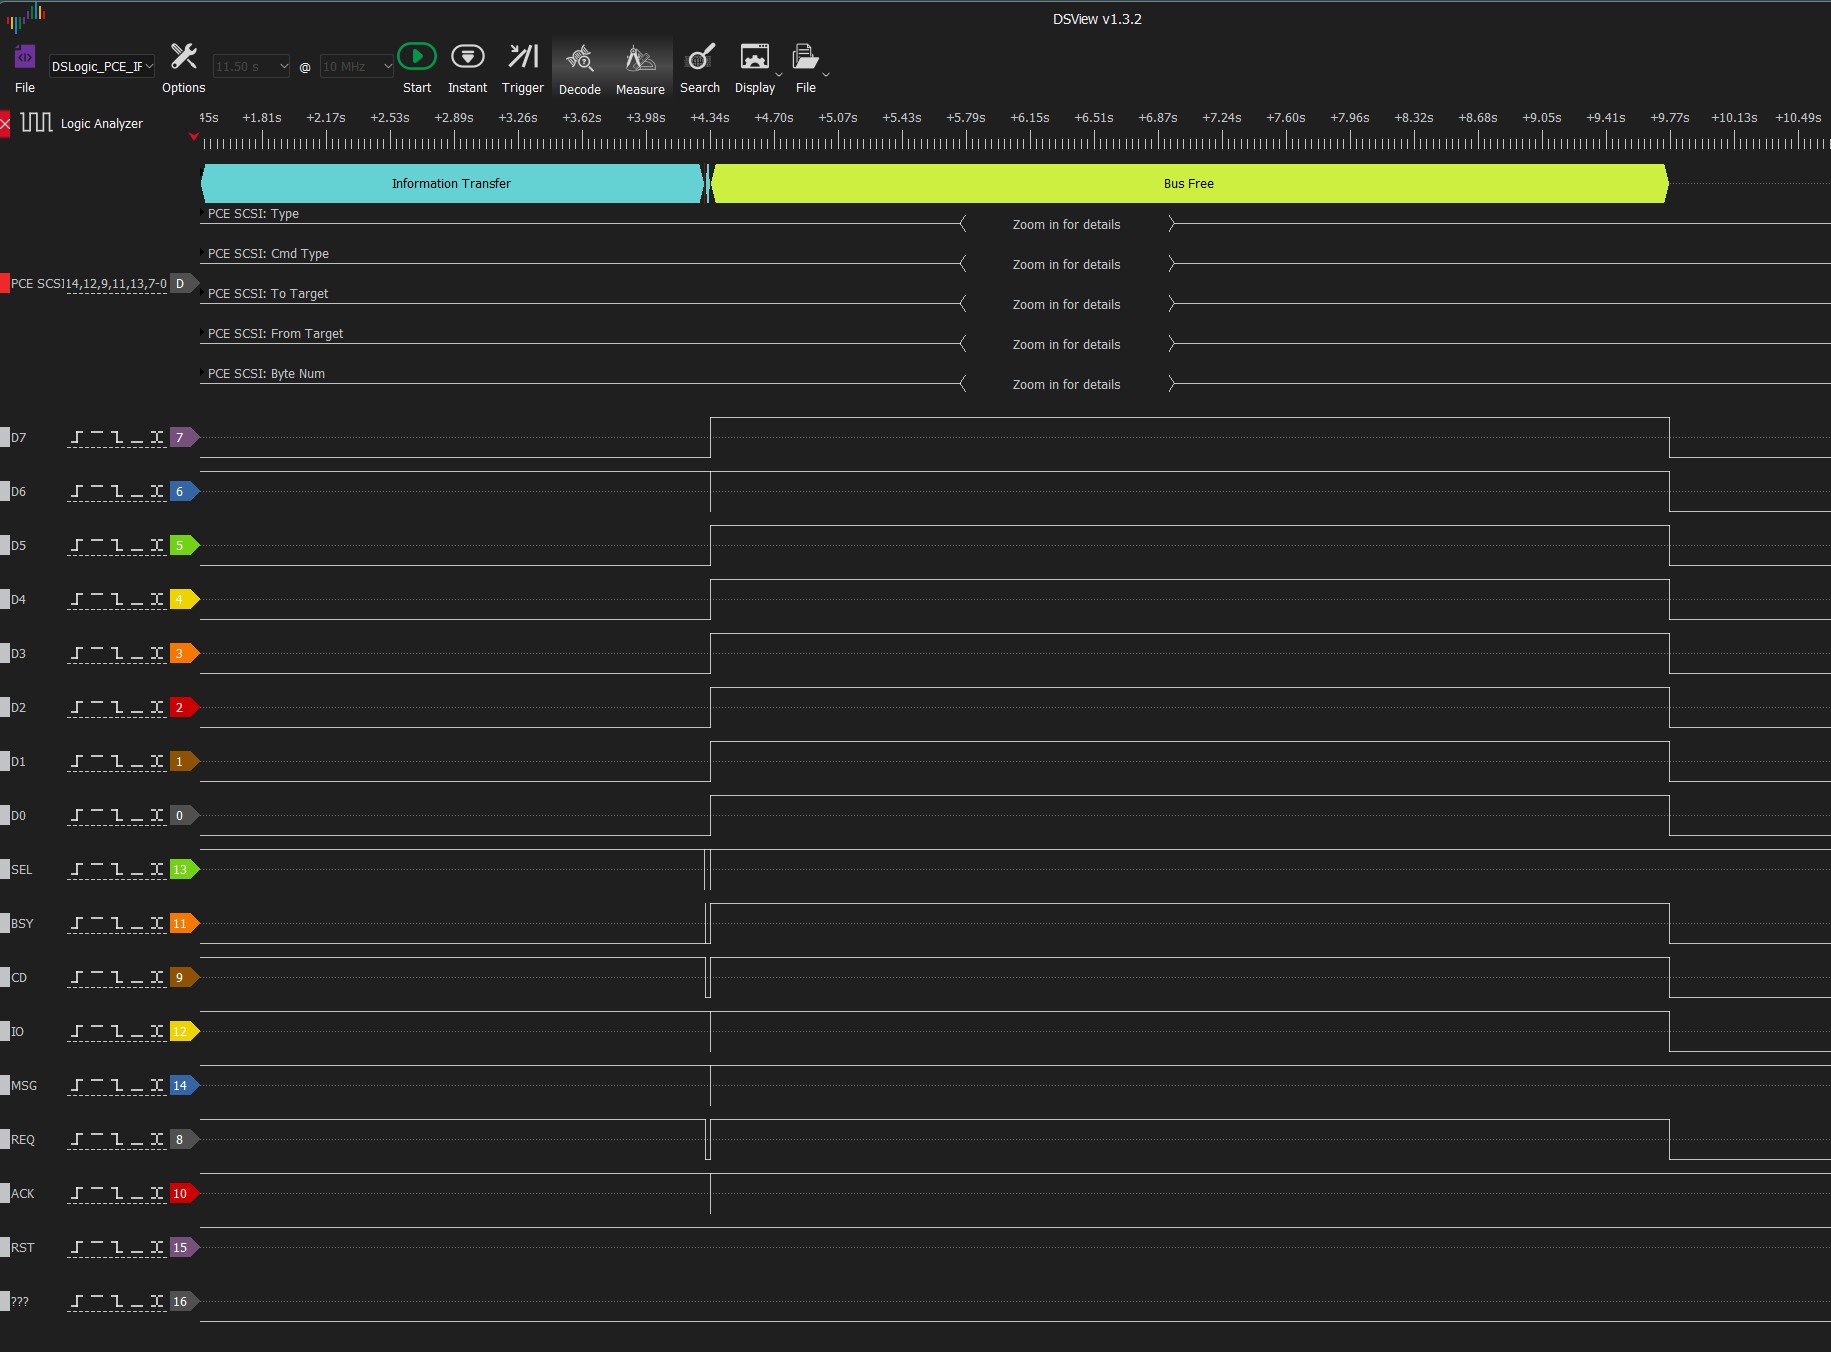 DSView v1.3.2
DSLogic_PCE_IF
11.50 s
@
10 MHz
File
Options
Start
Instant
Trigger
Decode
Measure
Search
Display
File
Logic Analyzer
45s +1.81s +2.17s +2.53s +2.89s +3.26s +3.62s +3.98s +4.34s +4.70s +5.07s +5.43s +5.79s +6.15s +6.51s +6.87s +7.24s +7.60s +7.96s +8.32s +8.68s +9.05s +9.41s +9.77s +10.13s +10.49s
Information Transfer
Bus Free
PCE SCSI: Type
Zoom in for details
PCE SCSI: Cmd Type
Zoom in for details
PCE SCSI14,12,9,11,13,7-0 D
PCE SCSI: To Target
Zoom in for details
PCE SCSI: From Target
Zoom in for details
PCE SCSI: Byte Num
Zoom in for details
D7 7
D6 6
D5 5
D4 4
D3 3
D2 2
D1 1
D0 0
SEL 13
BSY 11
CD 9
IO 12
MSG 14
REQ 8
ACK 10
RST 15
??? 16